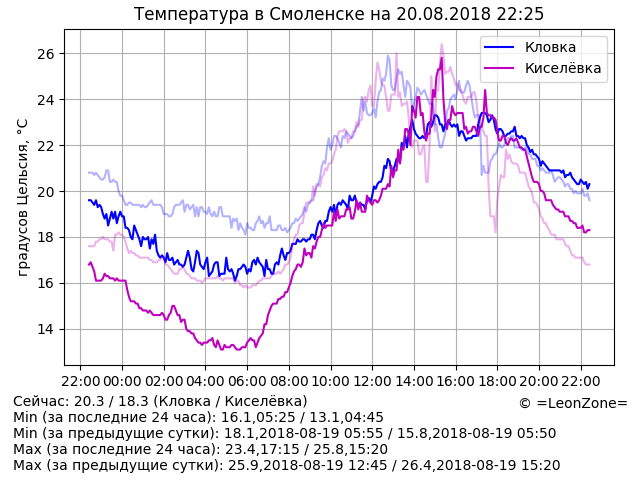 Температура в Смоленске на 20.08.2018 22:25
Кловка
Киселёвка
градусов Цельсия, °C
26
24
22
20
18
16
14
22:00 00:00 02:00 04:00 06:00 08:00 10:00 12:00 14:00 16:00 18:00 20:00 22:00
Сейчас: 20.3 / 18.3 (Кловка / Киселёвка)
© =LeonZone=
Min (за последние 24 часа): 16.1,05:25 / 13.1,04:45
Min (за предыдущие сутки): 18.1,2018-08-19 05:55 / 15.8,2018-08-19 05:50
Max (за последние 24 часа): 23.4,17:15 / 25.8,15:20
Max (за предыдущие сутки): 25.9,2018-08-19 12:45 / 26.4,2018-08-19 15:20